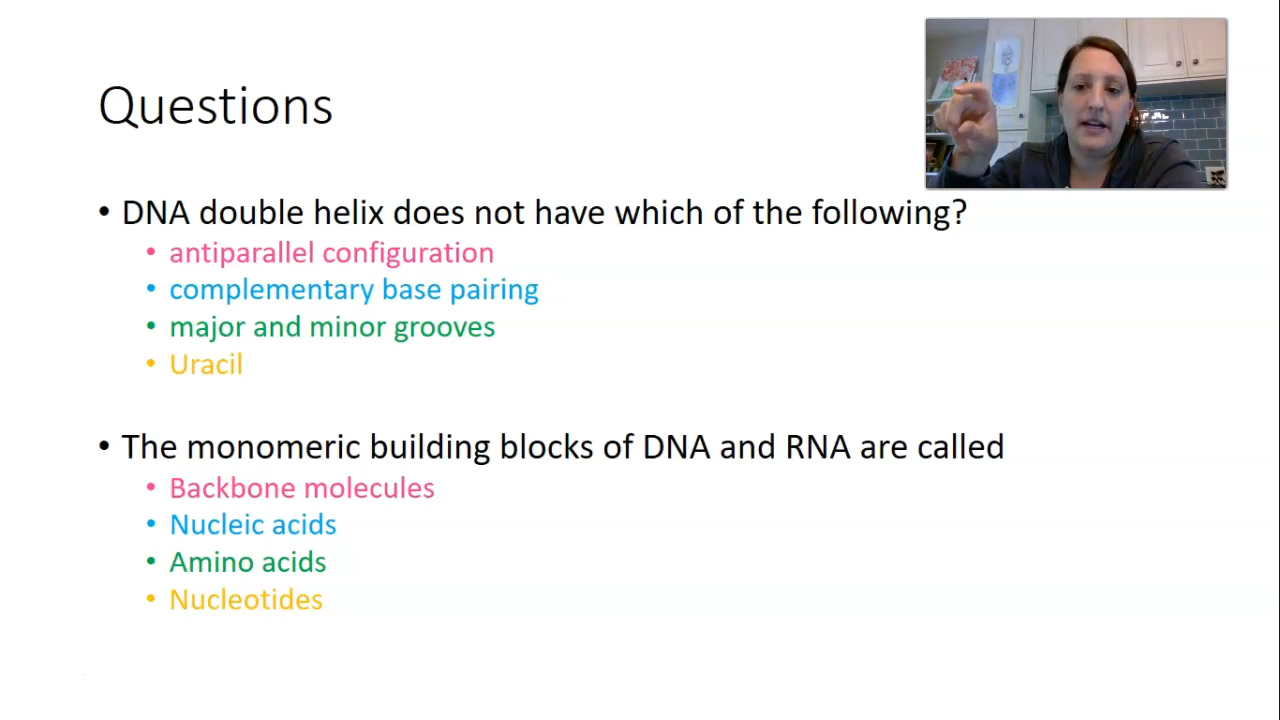 Questions
• DNA double helix does not have which of the following?
• antiparallel configuration
• complementary base pairing
• major and minor grooves
• Uracil
• The monomeric building blocks of DNA and RNA are called
• Backbone molecules
• Nucleic acids
• Amino acids
• Nucleotides